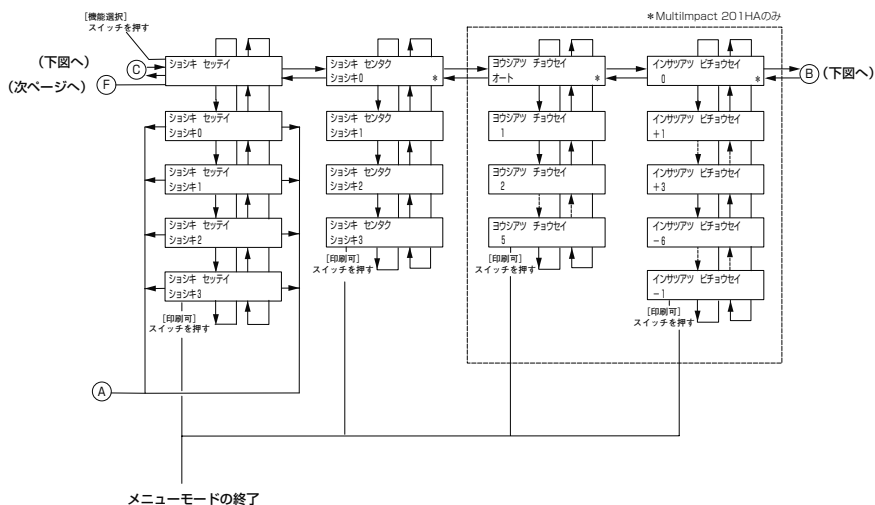 *MultiImpact 201HAのみ
[機能選択]
スイッチを押す
(下図へ)
C
(次ページへ)
F
ショシキ セッテイ
ショシキ センタク
ショシキ0 *
ヨウシアツ チョウセイ
オート *
インサツアツ ビチョウセイ
0 *
B
(下図へ)
ショシキ セッテイ
ショシキ0
ショシキ センタク
ショシキ1
ヨウシアツ チョウセイ
1
インサツアツ ビチョウセイ
+1
ショシキ セッテイ
ショシキ1
ショシキ センタク
ショシキ2
ヨウシアツ チョウセイ
2
インサツアツ ビチョウセイ
+3
ショシキ セッテイ
ショシキ2
ショシキ センタク
ショシキ3
ヨウシアツ チョウセイ
5
インサツアツ ビチョウセイ
−6
[印刷可]
スイッチを押す
[印刷可]
スイッチを押す
ショシキ セッテイ
ショシキ3
インサツアツ ビチョウセイ
−1
[印刷可]
スイッチを押す
[印刷可]
スイッチを押す
A
メニューモードの終了